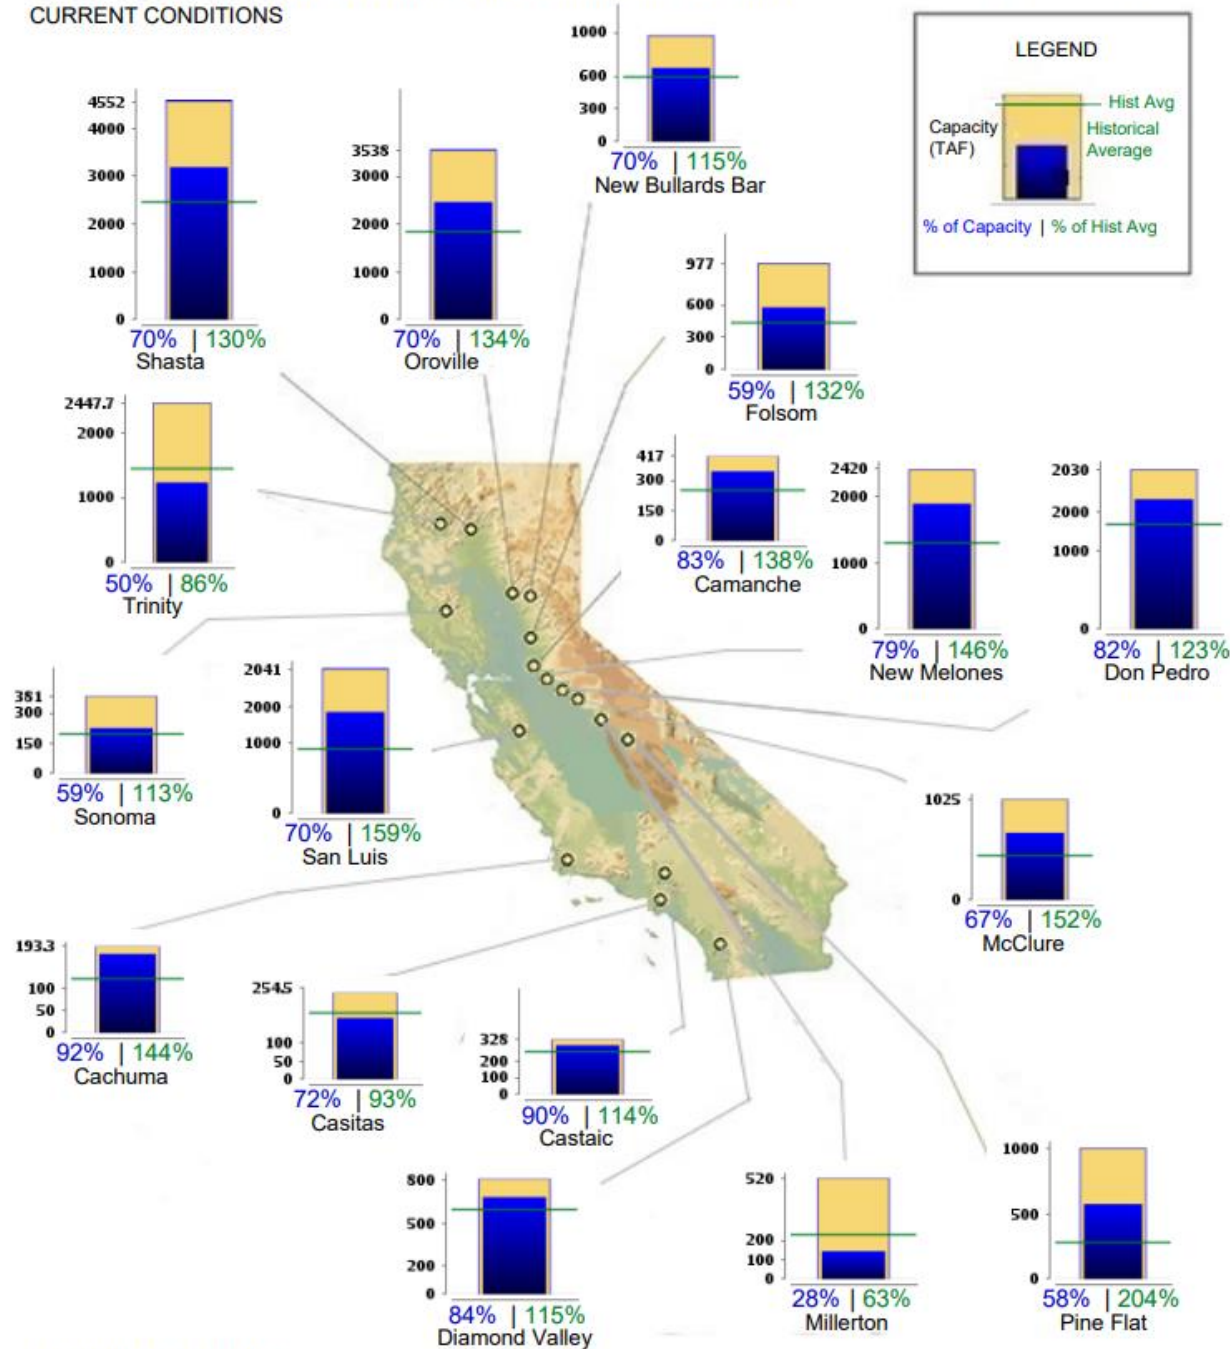 CURRENT CONDITIONS
LEGEND
Hist Avg
Capacity
(TAF)
Historical
Average
% of Capacity | % of Hist Avg
1000
600
300
0
70% | 115%
New Bullards Bar
4552
4000
3000
2000
1000
0
70% | 130%
Shasta
3538
3000
2000
1000
0
70% | 134%
Oroville
977
600
300
0
59% | 132%
Folsom
2447.7
2000
1000
0
50% | 86%
Trinity
417
300
150
0
83% | 138%
Camanche
2420
2000
1000
0
79% | 146%
New Melones
2030
2000
1000
0
82% | 123%
Don Pedro
381
300
150
0
59% | 113%
Sonoma
2041
2000
1000
0
70% | 159%
San Luis
1025
0
67% | 152%
McClure
193.3
100
50
0
92% | 144%
Cachuma
254.5
100
50
0
72% | 93%
Casitas
328
200
100
0
90% | 114%
Castaic
800
500
200
0
84% | 115%
Diamond Valley
520
200
100
0
28% | 63%
Millerton
1000
500
0
58% | 204%
Pine Flat